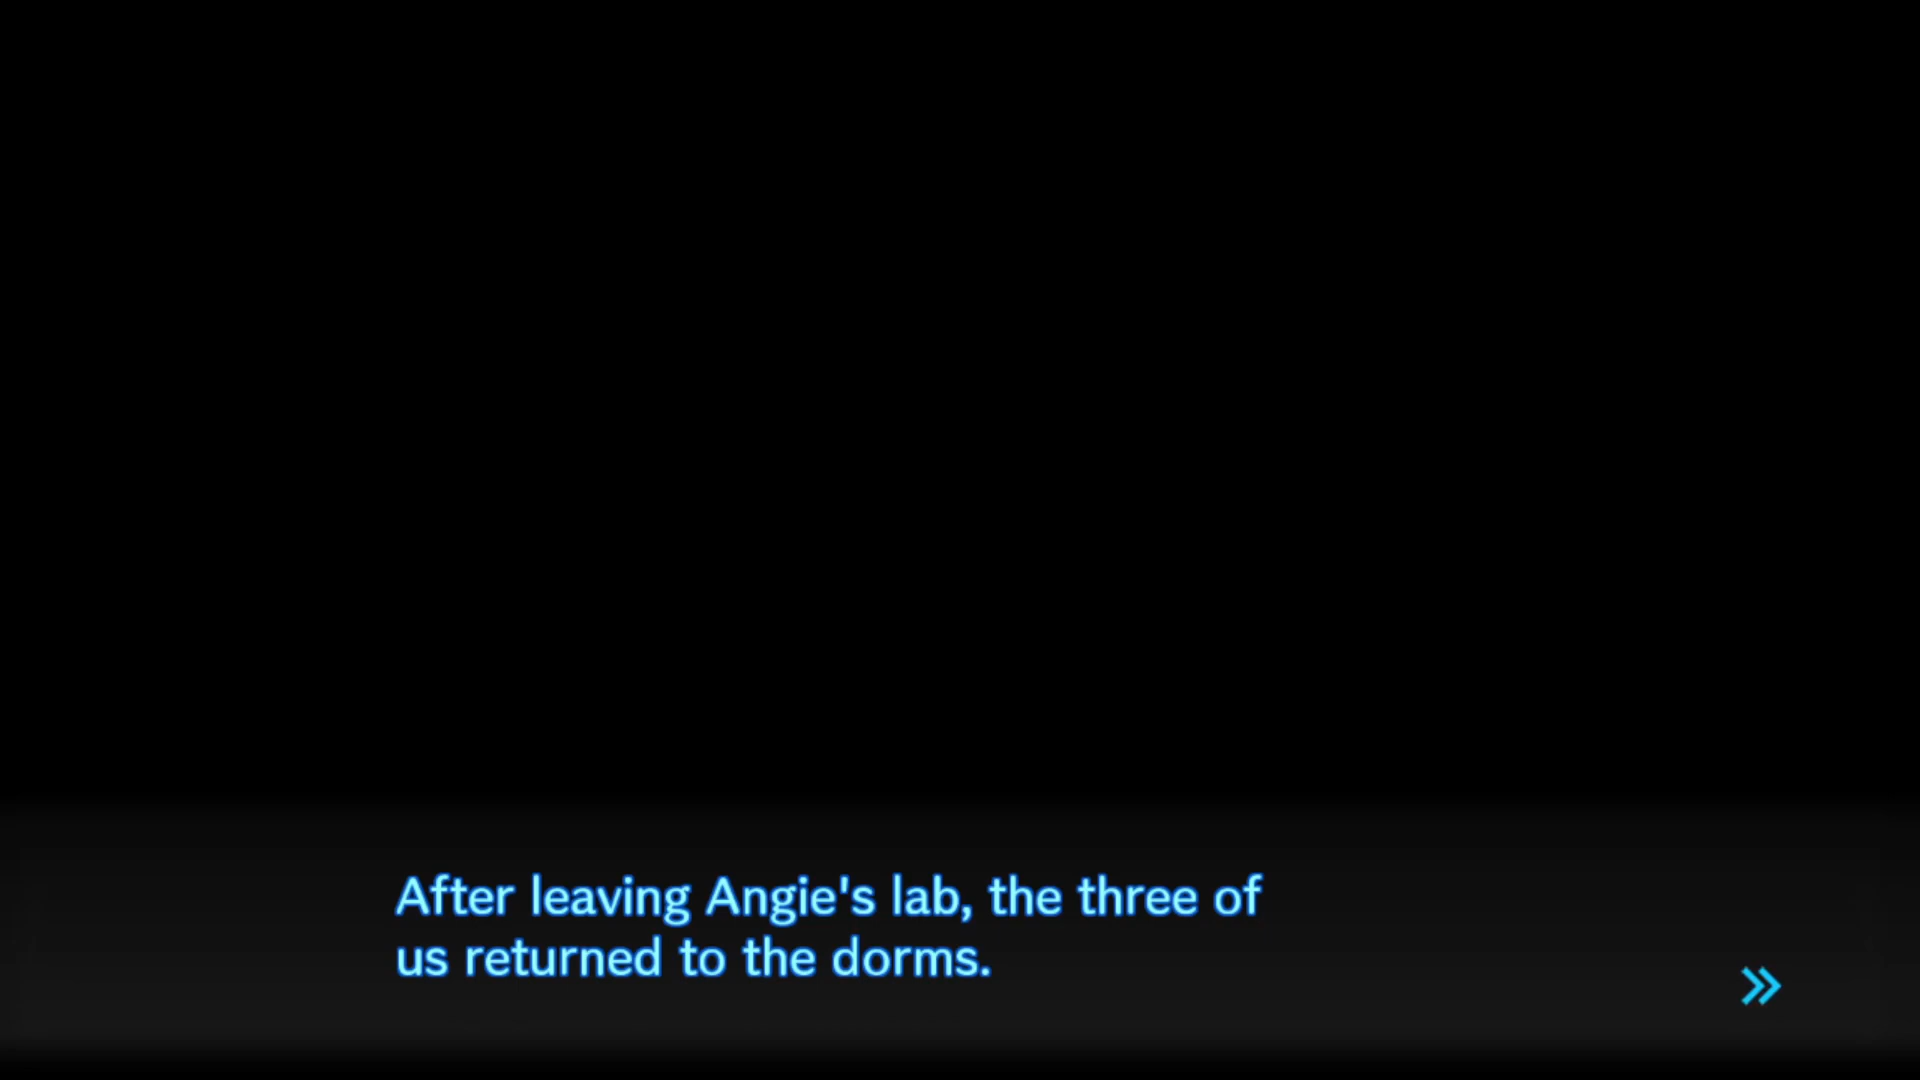 After leaving Angie's lab, the three of
us returned to the dorms.